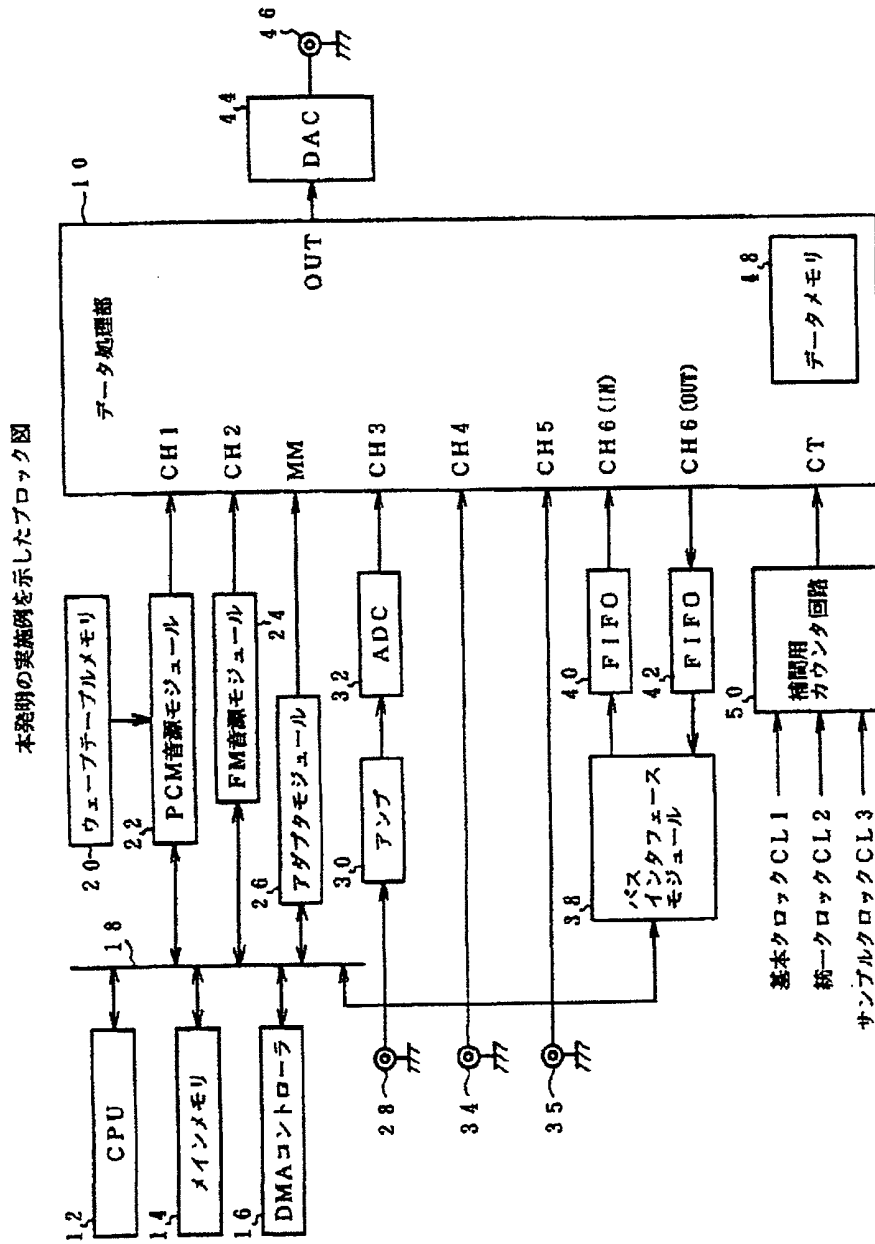 本発明の実施例を示したブロック図
12
CPU
14
メインメモリ
16
DMAコントローラ
18
20
ウェーブテーブルメモリ
22
PCM音源モジュール
FM音源モジュール
24
26
アダプタモジュール
28
30
アンプ
32
ADC
34
35
38
バス
インタフェース
モジュール
40
FIFO
42
FIFO
基本クロックCL1
統一クロックCL2
サンプルクロックCL3
50
補間用
カウンタ回路
10
データ処理部
CH1
CH2
MM
CH3
CH4
CH5
CH6(IN)
CH6(OUT)
CT
OUT
48
データメモリ
44
DAC
46